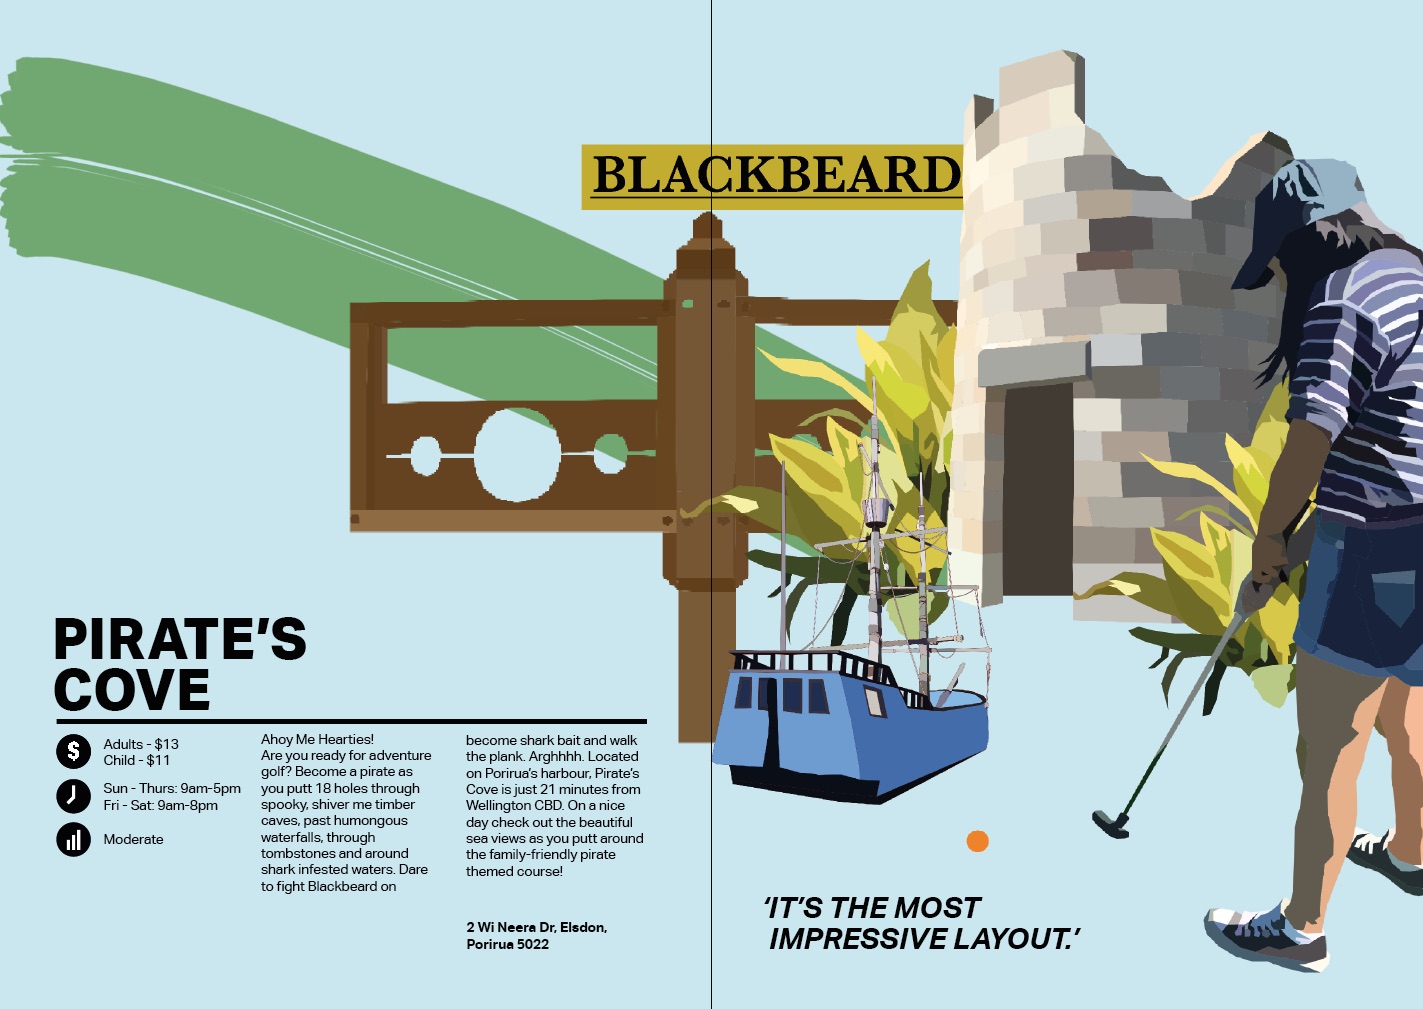 BLACKBEARD
PIRATE'S
COVE
$
Adults - $13
Child - $11
Sun - Thurs: 9am-5pm
Fri - Sat: 9am-8pm
Moderate
Ahoy Me Hearties!
Are you ready for adventure
golf? Become a pirate as
you putt 18 holes through
spooky, shiver me timber
caves, past humongous
waterfalls, through
tombstones and around
shark infested waters. Dare
to fight Blackbeard on
become shark bait and walk
the plank. Arghhhh. Located
on Porirua's harbour, Pirate's
Cove is just 21 minutes from
Wellington CBD. On a nice
day check out the beautiful
sea views as you putt around
the family-friendly pirate
themed course!
2 Wi Neera Dr, Elsdon,
Porirua 5022
‘IT’S THE MOST
IMPRESSIVE LAYOUT.’